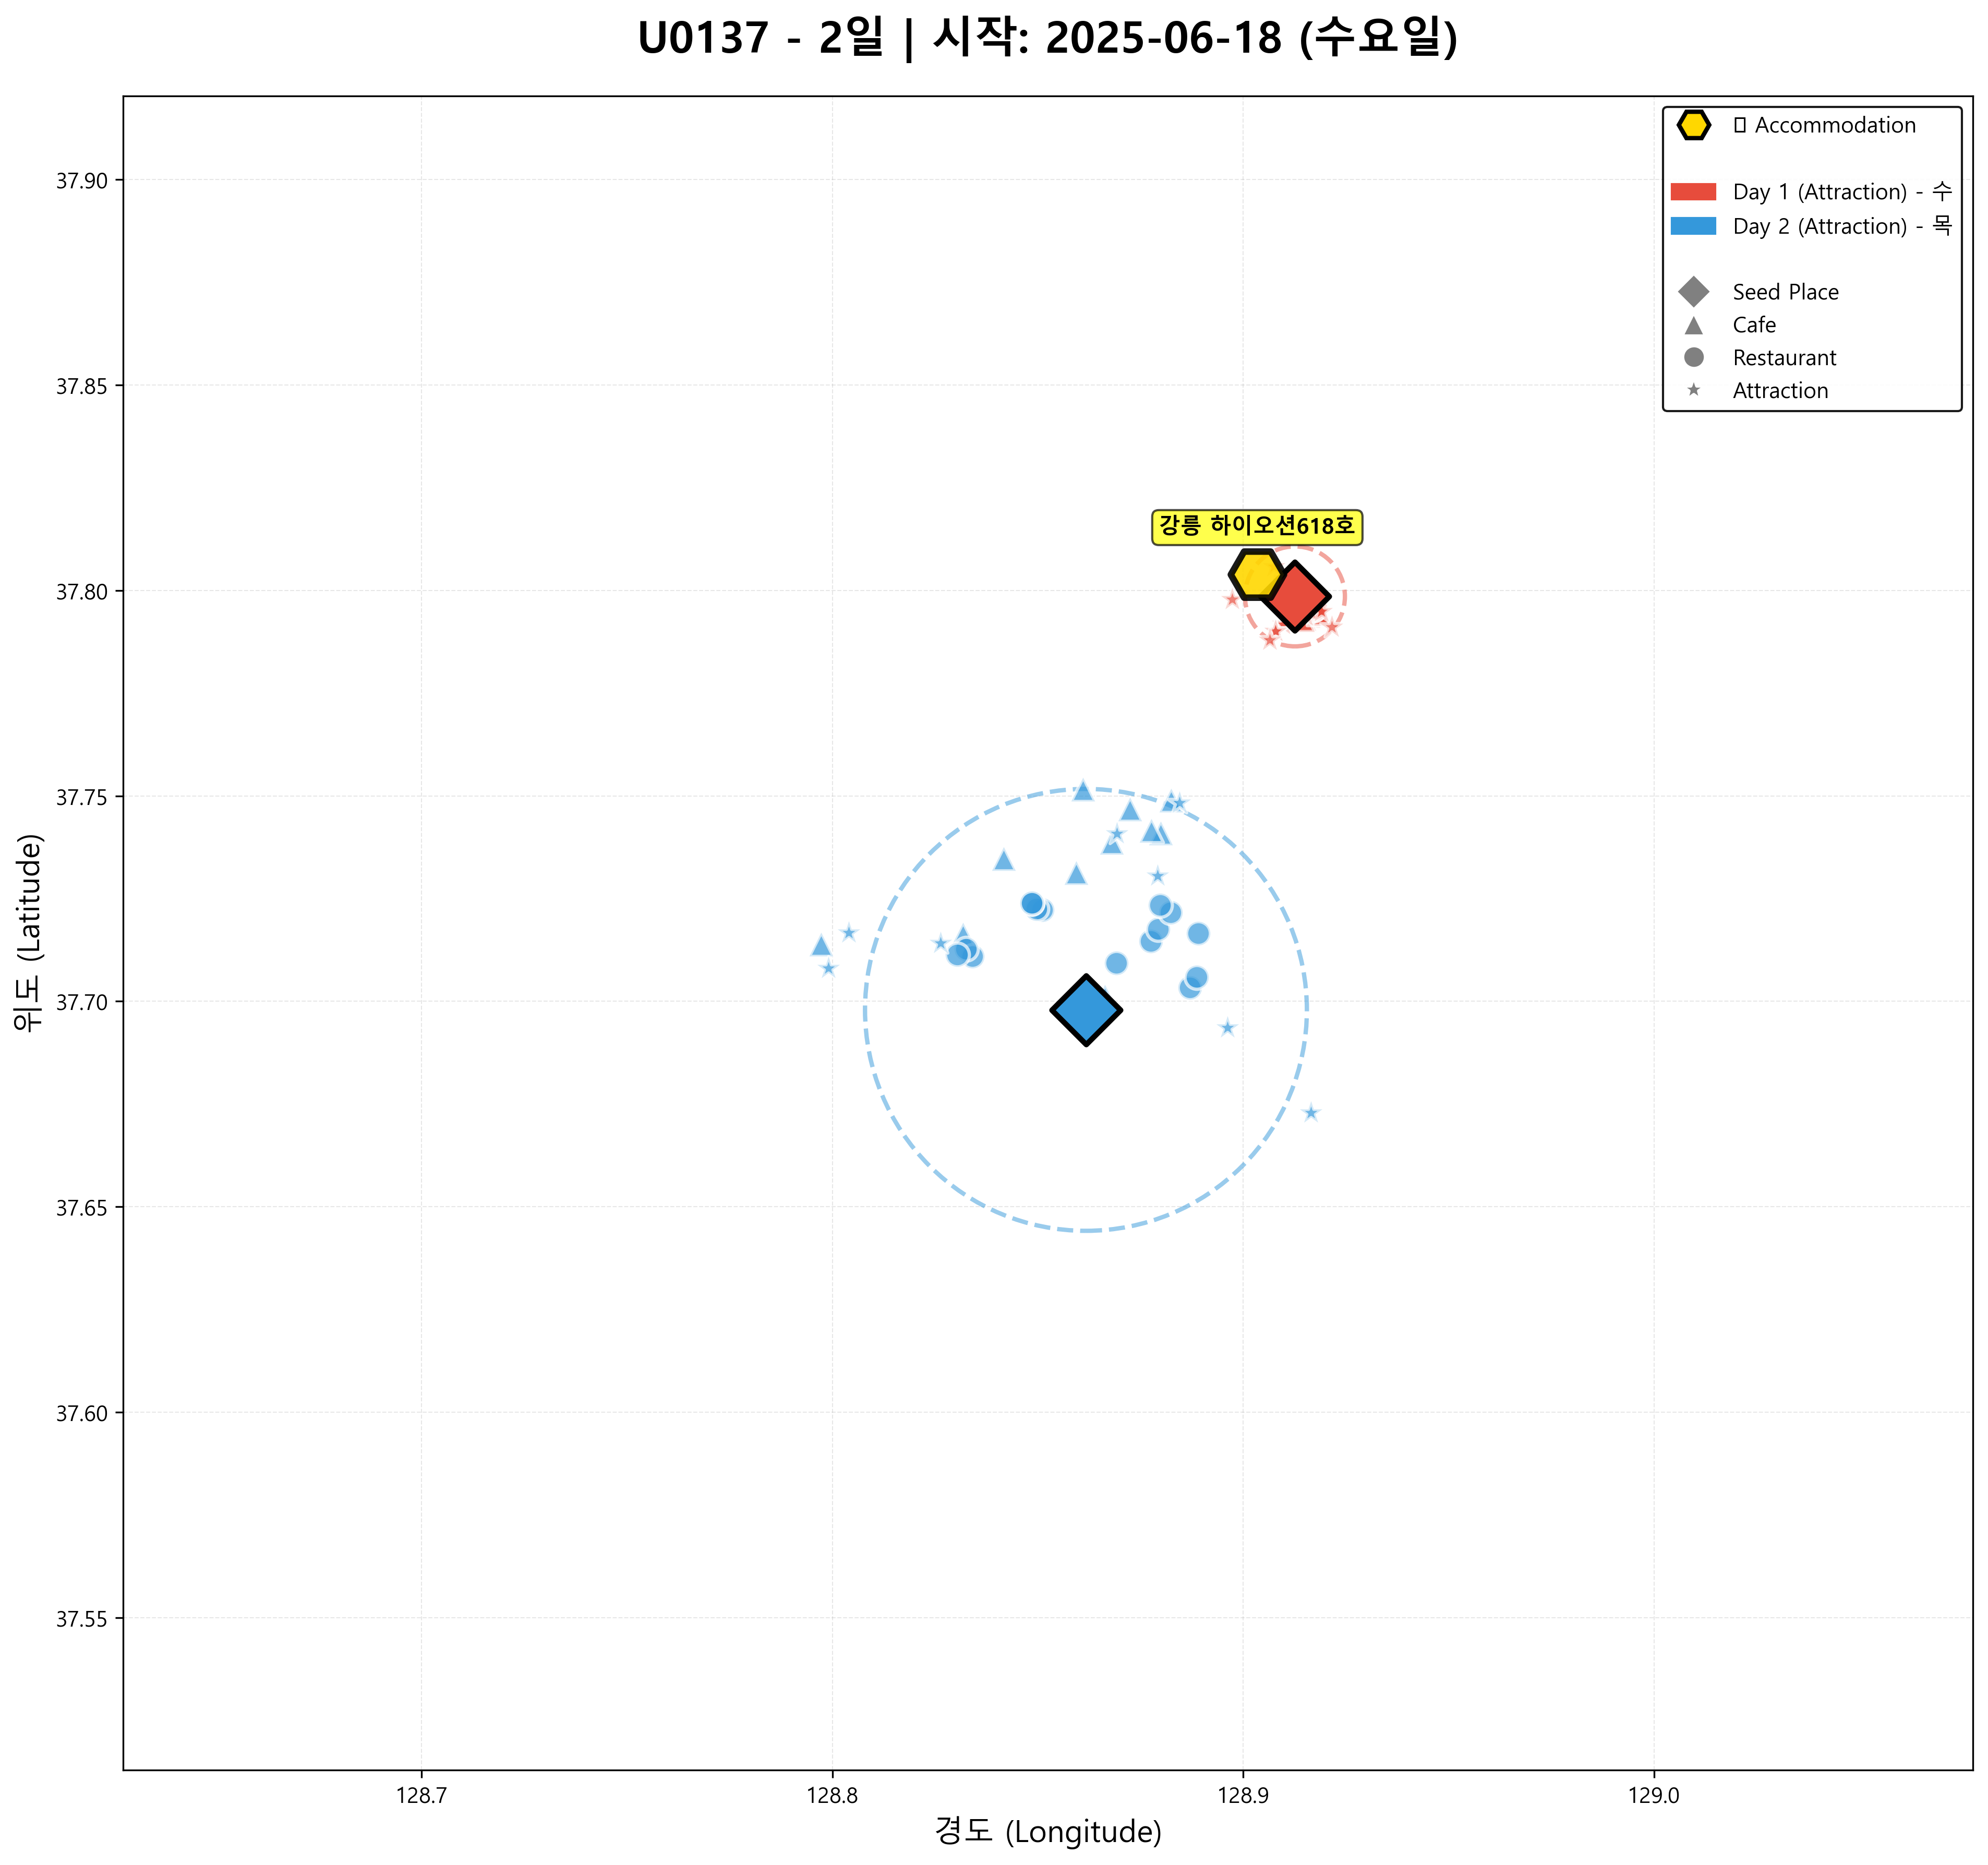 U0137 - 2일 | 시작: 2025-06-18 (수요일)
Accommodation
Day 1 (Attraction) - 수
Day 2 (Attraction) - 목
Seed Place
Cafe
Restaurant
Attraction
강릉 하이오션618호
위도 (Latitude)
37.90
37.85
37.80
37.75
37.70
37.65
37.60
37.55
128.7
128.8
128.9
129.0
경도 (Longitude)